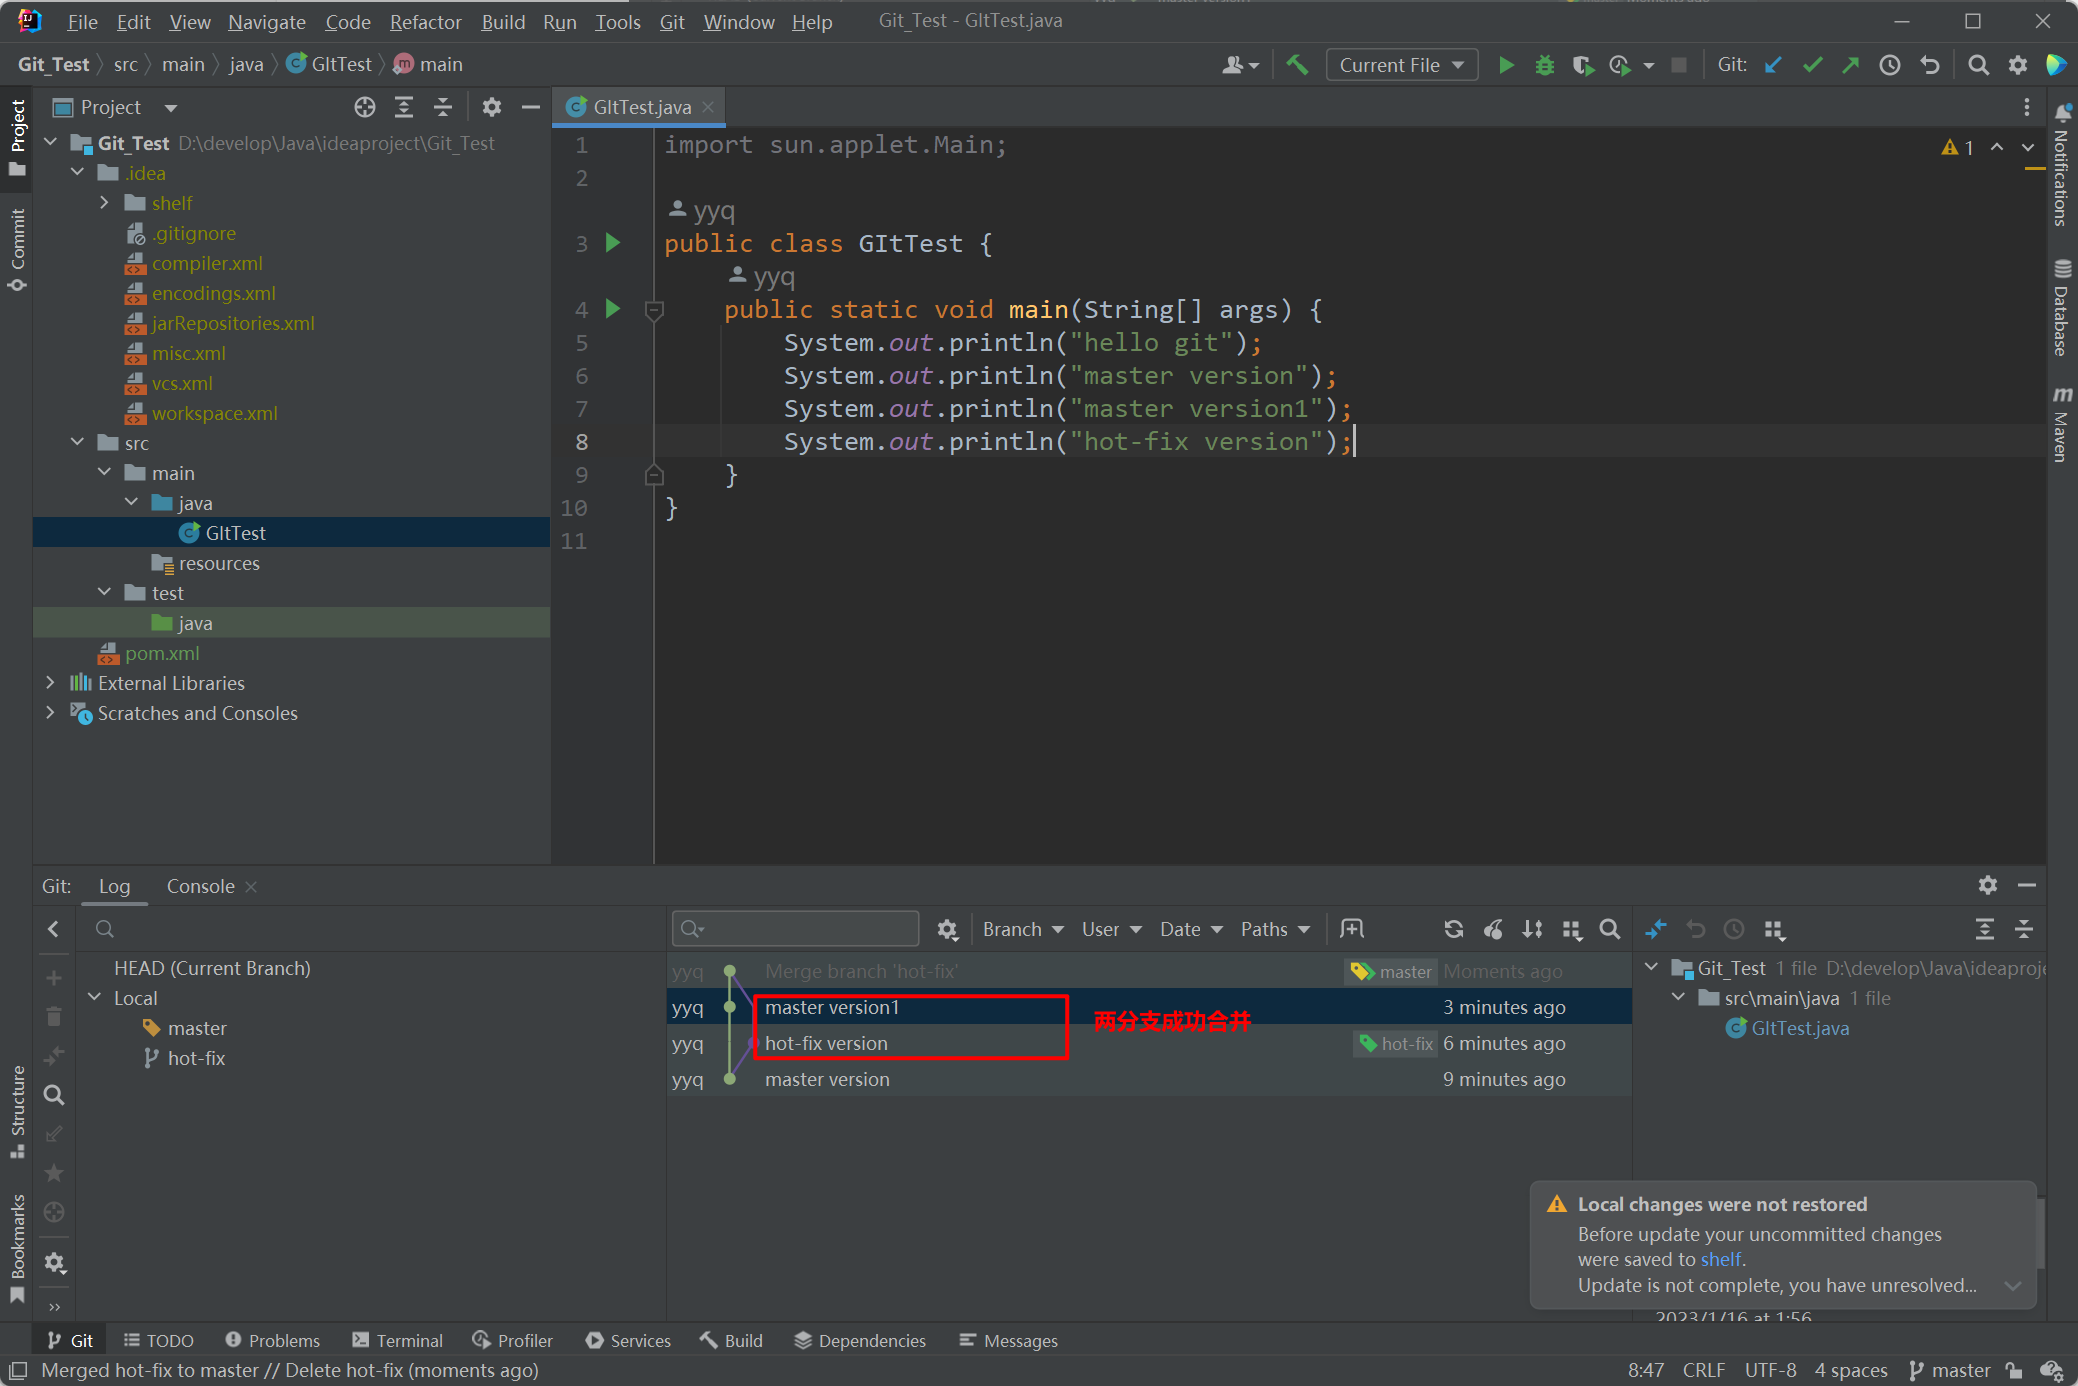 File Edit View Navigate Code Refactor Build Run Tools Git Window Help Git_Test - GItTest.java
Git_Test src main java GItTest main Current File Git:
Project
Commit
Structure
Bookmarks
Project
Git_Test D:\develop\Java\ideaproject\Git_Test
.idea
shelf
.gitignore
compiler.xml
encodings.xml
jarRepositories.xml
misc.xml
vcs.xml
workspace.xml
src
main
java
GItTest
resources
test
java
pom.xml
External Libraries
Scratches and Consoles
GItTest.java
1 import sun.applet.Main;
2
yyq
3 public class GItTest {
yyq
4 public static void main(String[] args) {
5 System.out.println("hello git");
6 System.out.println("master version");
7 System.out.println("master version1");
8 System.out.println("hot-fix version");
9 }
10 }
11
1
Notifications
Database
Maven
Git: Log Console
HEAD (Current Branch)
Local
master
hot-fix
Branch User Date Paths
yyq Merge branch 'hot-fix' master Moments ago
yyq master version1 3 minutes ago
两分支成功合并
yyq hot-fix version hot-fix 6 minutes ago
yyq master version 9 minutes ago
Git_Test 1 file D:\develop\Java\ideaproje
src\main\java 1 file
GItTest.java
Local changes were not restored
Before update your uncommitted changes
were saved to shelf.
Update is not complete, you have unresolved...
2023/1/16 at 1:56
Git TODO Problems Terminal Profiler Services Build Dependencies Messages
Merged hot-fix to master // Delete hot-fix (moments ago) 8:47 CRLF UTF-8 4 spaces master